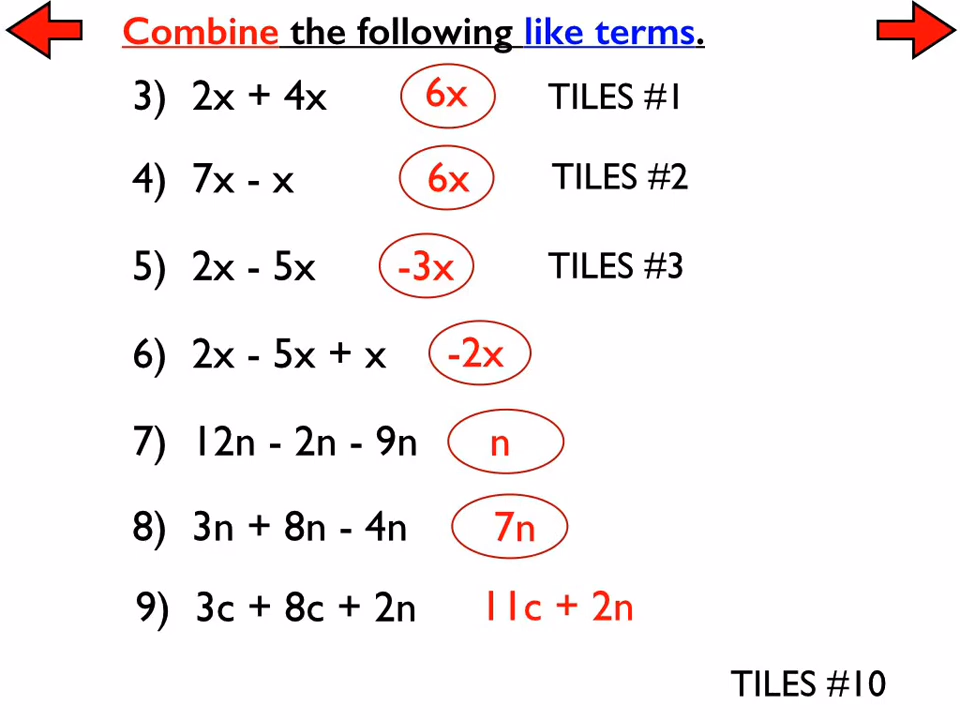 Combine the following like terms.
3) 2x + 4x 6x TILES #1
4) 7x - x 6x TILES #2
5) 2x - 5x -3x TILES #3
6) 2x - 5x + x -2x
7) 12n - 2n - 9n n
8) 3n + 8n - 4n 7n
9) 3c + 8c + 2n 11c + 2n
TILES #10